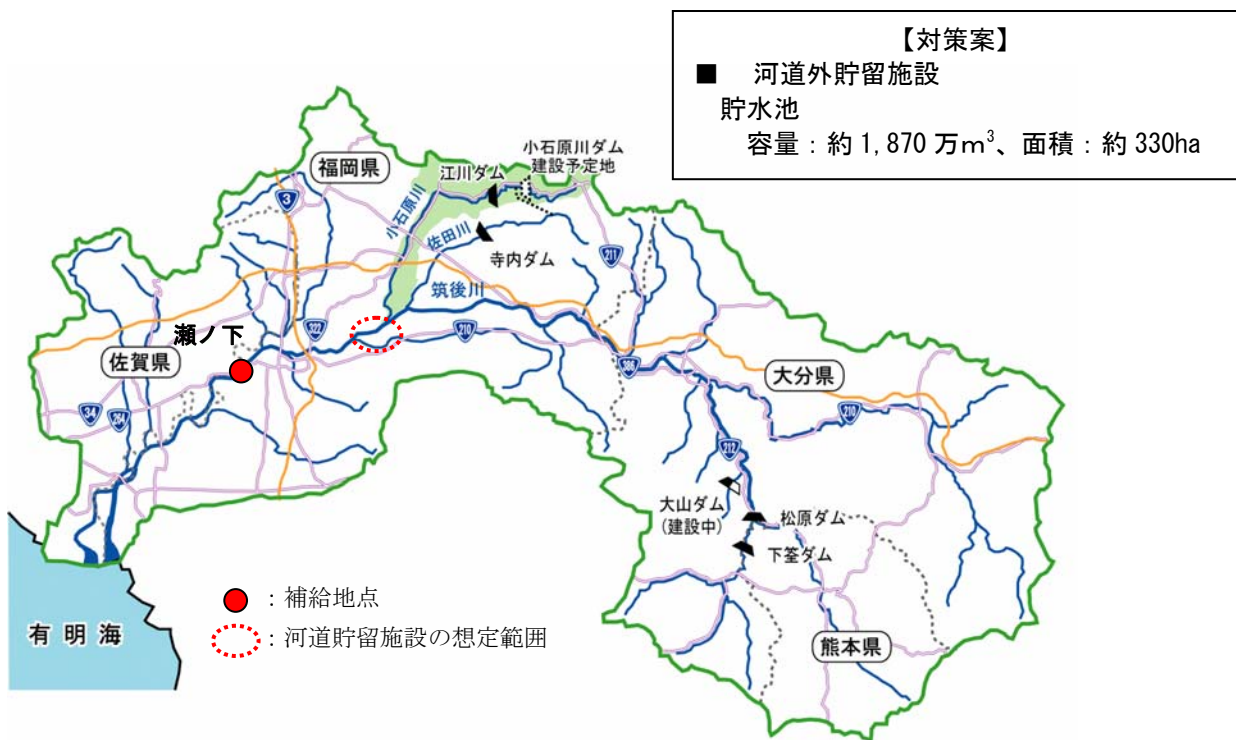 【対策案】
■ 河道外貯留施設
貯水池
容量：約1,870万m³、面積：約330ha
小石原川ダム
建設予定地
江川ダム
福岡県
3
小石原川
佐田川
寺内ダム
211
筑後川
瀬ノ下
322
210
386
佐賀県
大分県
34
264
210
212
大山ダム
(建設中)
松原ダム
下筌ダム
：補給地点
：河道貯留施設の想定範囲
有明海
熊本県